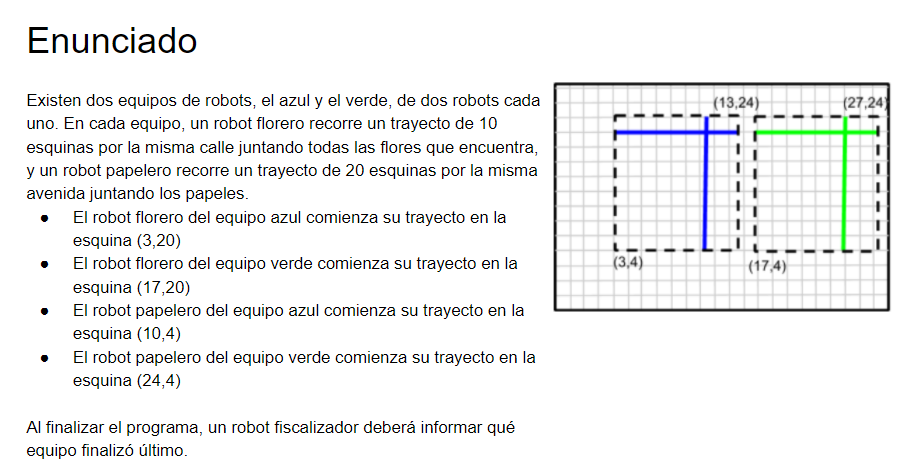 Enunciado
Existen dos equipos de robots, el azul y el verde, de dos robots cada
uno. En cada equipo, un robot florero recorre un trayecto de 10
esquinas por la misma calle juntando todas las flores que encuentra,
y un robot papelero recorre un trayecto de 20 esquinas por la misma
avenida juntando los papeles.
● El robot florero del equipo azul comienza su trayecto en la
esquina (3,20)
● El robot florero del equipo verde comienza su trayecto en la
esquina (17,20)
● El robot papelero del equipo azul comienza su trayecto en la
esquina (10,4)
● El robot papelero del equipo verde comienza su trayecto en la
esquina (24,4)
Al finalizar el programa, un robot fiscalizador deberá informar qué
equipo finalizó último.
(13,24)
(27,24)
(3,4)
(17,4)